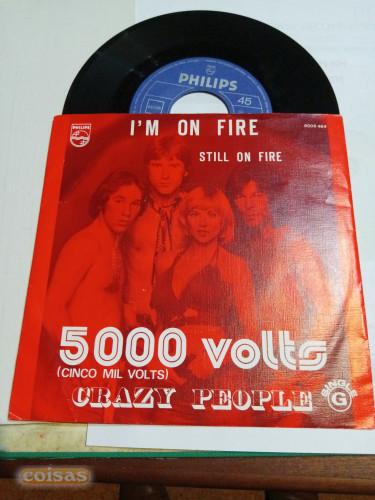 PHILIPS
45
PHILIPS
I'M ON FIRE
STILL ON FIRE
5000 volts
(CINCO MIL VOLTS)
CRAZY PEOPLE
SINGLE
G
coisas